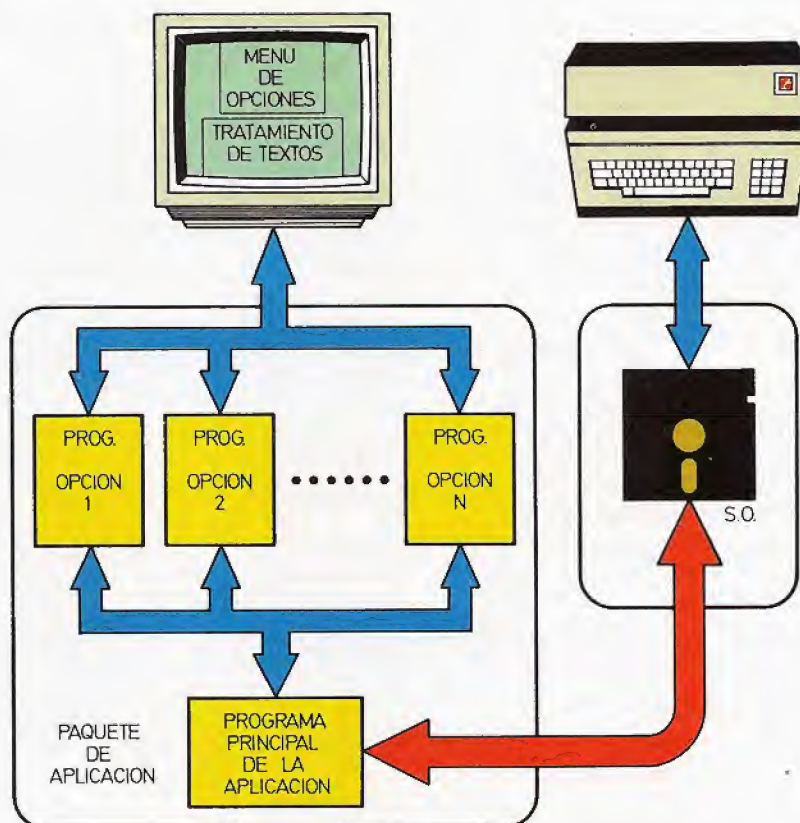 MENU
DE
OPCIONES
TRATAMIENTO
DE TEXTOS
PROG.
OPCION
1
PROG.
OPCION
2
PROG.
OPCION
N
S.O.
PAQUETE
DE
APLICACION
PROGRAMA
PRINCIPAL
DE LA
APLICACION